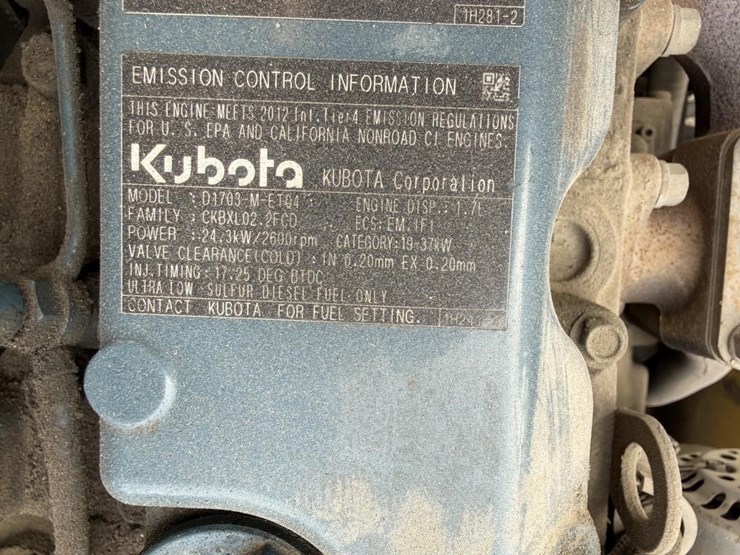 1H281-2
EMISSION CONTROL INFORMATION
THIS ENGINE MEETS 2012 Int.Tier4 EMISSION REGULATIONS
FOR U. S. EPA AND CALIFORNIA NONROAD CI ENGINES.
Kubota KUBOTA Corporation
MODEL : D1703-M-ET04 ENGINE DISP.: 1.7L
FAMILY : CKBXL02.2FCD ECS: EM, IFI
POWER : 24.3kW/2600rpm CATEGORY: 19-37kW
VALVE CLEARANCE(COLD) : IN 0.20mm EX 0.20mm
INJ.TIMING: 17.25 DEG BTDC
ULTRA LOW SULFUR DIESEL FUEL ONLY
CONTACT KUBOTA FOR FUEL SETTING.